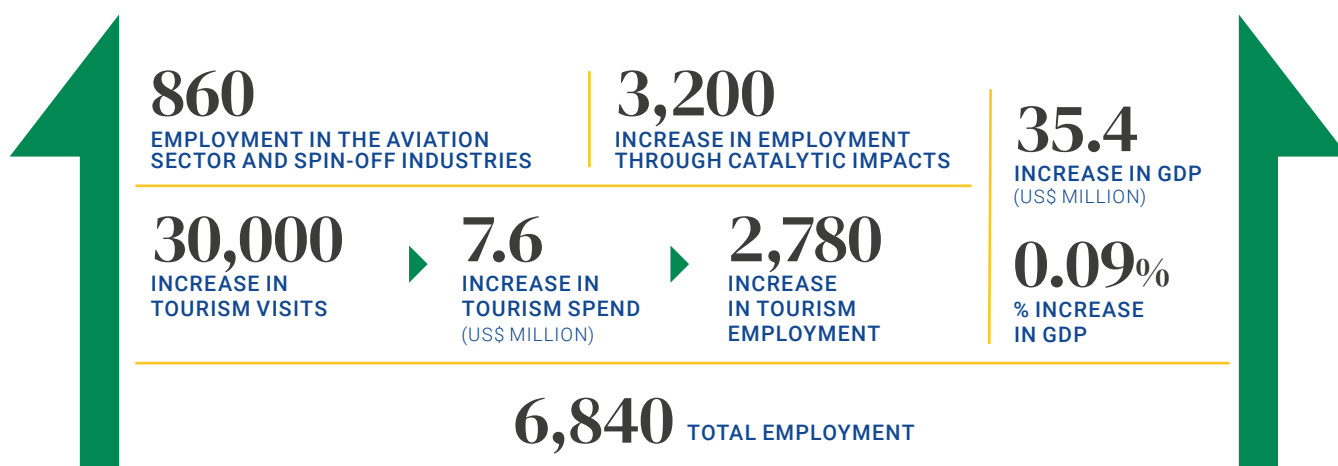 860
EMPLOYMENT IN THE AVIATION
SECTOR AND SPIN-OFF INDUSTRIES
3,200
INCREASE IN EMPLOYMENT
THROUGH CATALYTIC IMPACTS
30,000
INCREASE IN
TOURISM VISITS
7.6
INCREASE IN
TOURISM SPEND
(US$ MILLION)
2,780
INCREASE
IN TOURISM
EMPLOYMENT
35.4
INCREASE IN GDP
(US$ MILLION)
0.09%
% INCREASE
IN GDP
6,840 TOTAL EMPLOYMENT